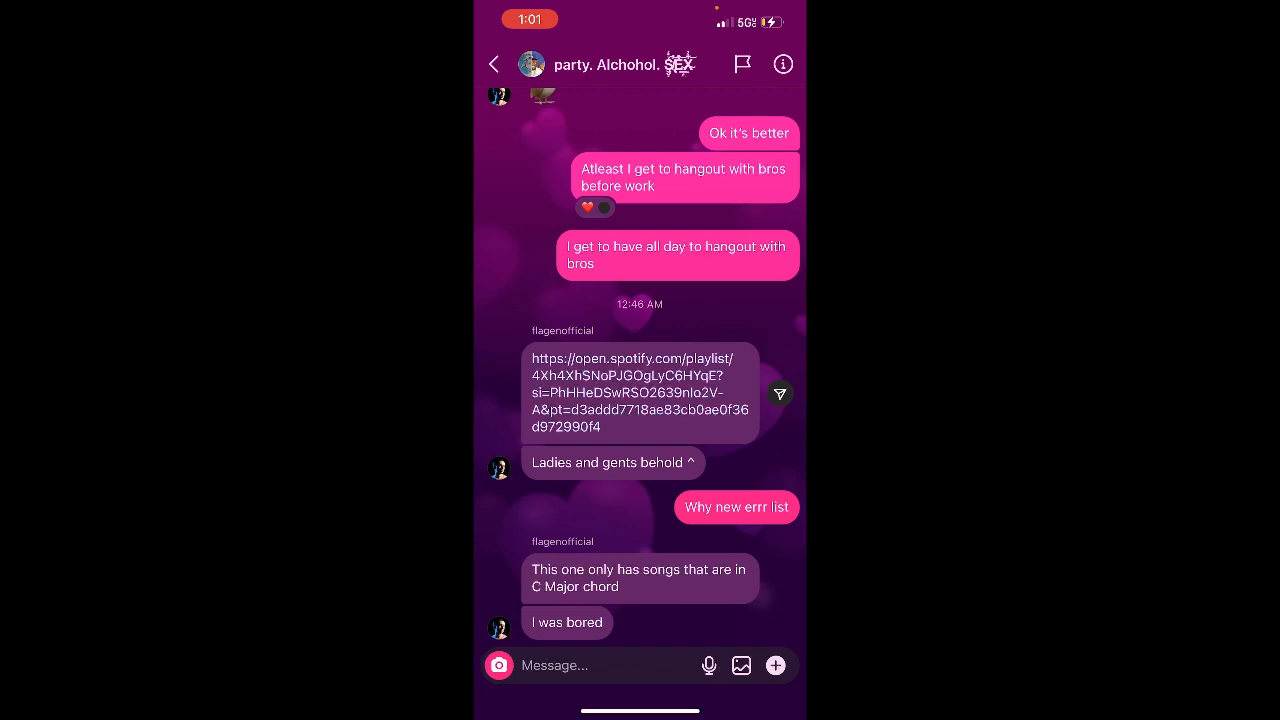 1:01
5G
party. Alchohol. SEX
Ok it's better
Atleast I get to hangout with bros
before work
I get to have all day to hangout with
bros
12:46 AM
flagenofficial
https://open.spotify.com/playlist/
4Xh4XhSNoPJGOgLyC6HYqE?
si=PhHHeDSwRSO2639nIo2V-
A&pt=d3addd7718ae83cb0ae0f36
d972990f4
Ladies and gents behold ^
Why new errr list
flagenofficial
This one only has songs that are in
C Major chord
I was bored
Message...